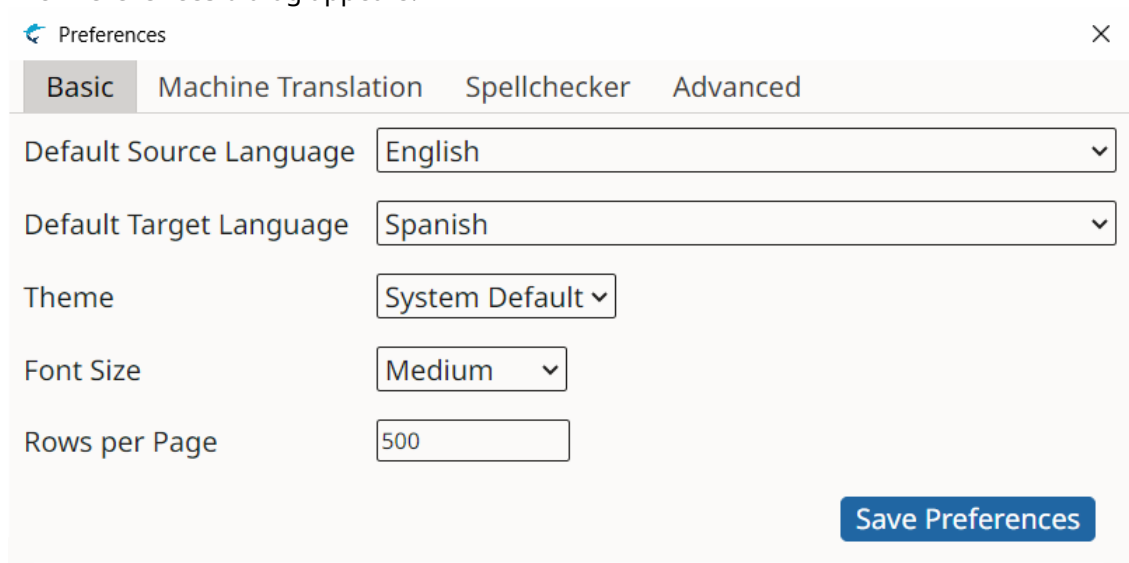 Preferences
Basic Machine Translation Spellchecker Advanced
Default Source Language English
Default Target Language Spanish
Theme System Default
Font Size Medium
Rows per Page 500
Save Preferences